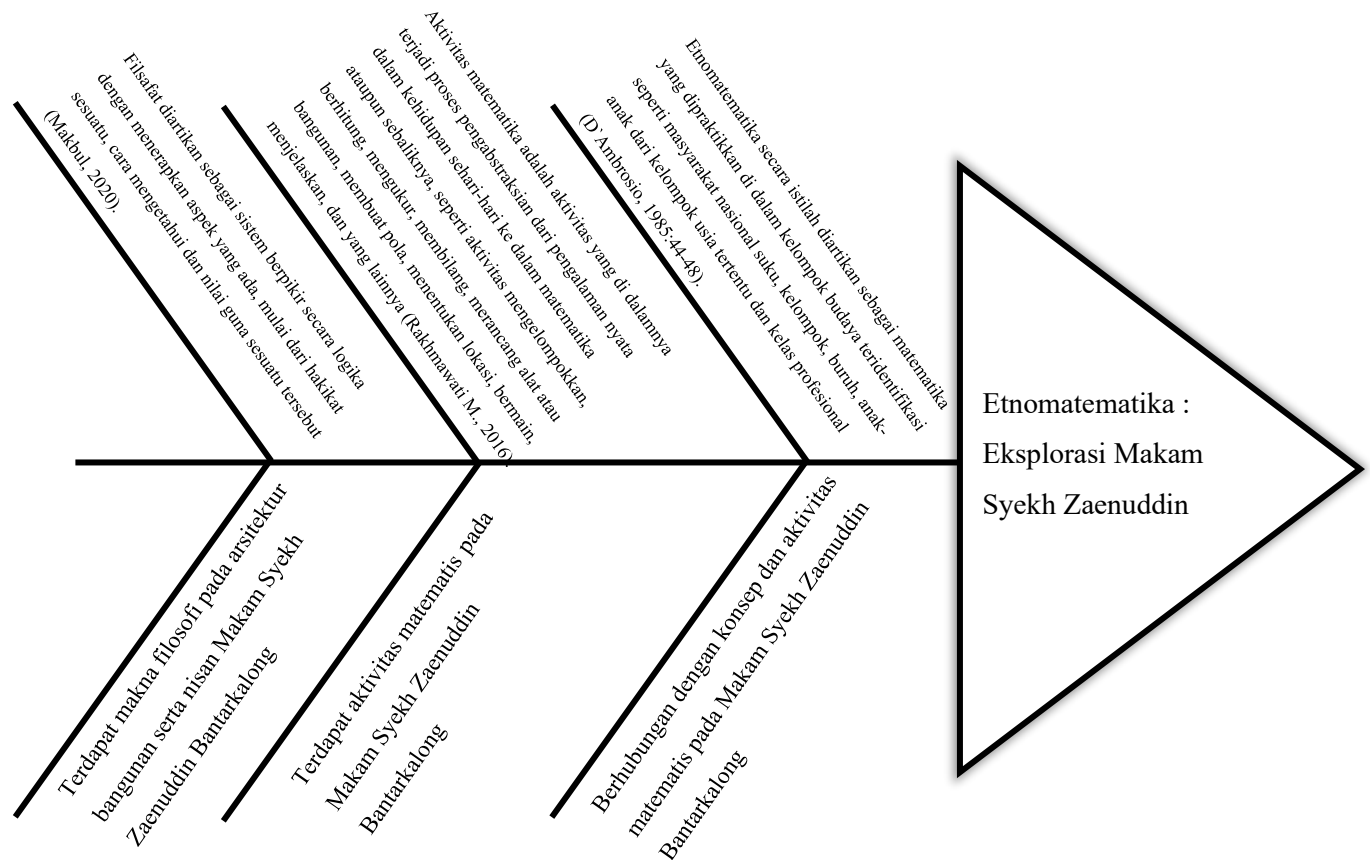 Filsafat diartikan sebagai sistem berpikir secara logika
dengan menerapkan aspek yang ada, mulai dari hakikat
sesuatu, cara mengetahui dan nilai guna sesuatu tersebut
(Makbul, 2020).
Aktivitas matematika adalah aktivitas yang di dalamnya
terjadi proses pengabstraksian dari pengalaman nyata
dalam kehidupan sehari-hari ke dalam matematika
ataupun sebaliknya, seperti aktivitas mengelompokkan,
berhitung, mengukur, membilang, merancang alat atau
bangunan, membuat pola, menentukan lokasi, bermain,
menjelaskan, dan yang lainnya (Rakhmawati M., 2016).
Etnomatematika secara istilah diartikan sebagai matematika
yang dipraktikkan di dalam kelompok budaya teridentifikasi
seperti masyarakat nasional suku, kelompok, buruh, anak-
anak dari kelompok usia tertentu dan kelas profesional
(D`Ambrosio, 1985:44-48).
Etnomatematika :
Eksplorasi Makam
Syekh Zaenuddin
Terdapat makna filosofi pada arsitektur
bangunan serta nisan Makam Syekh
Zaenuddin Bantarkalong
Terdapat aktivitas matematis pada
Makam Syekh Zaenuddin
Bantarkalong
Berhubungan dengan konsep dan aktivitas
matematis pada Makam Syekh Zaenuddin
Bantarkalong